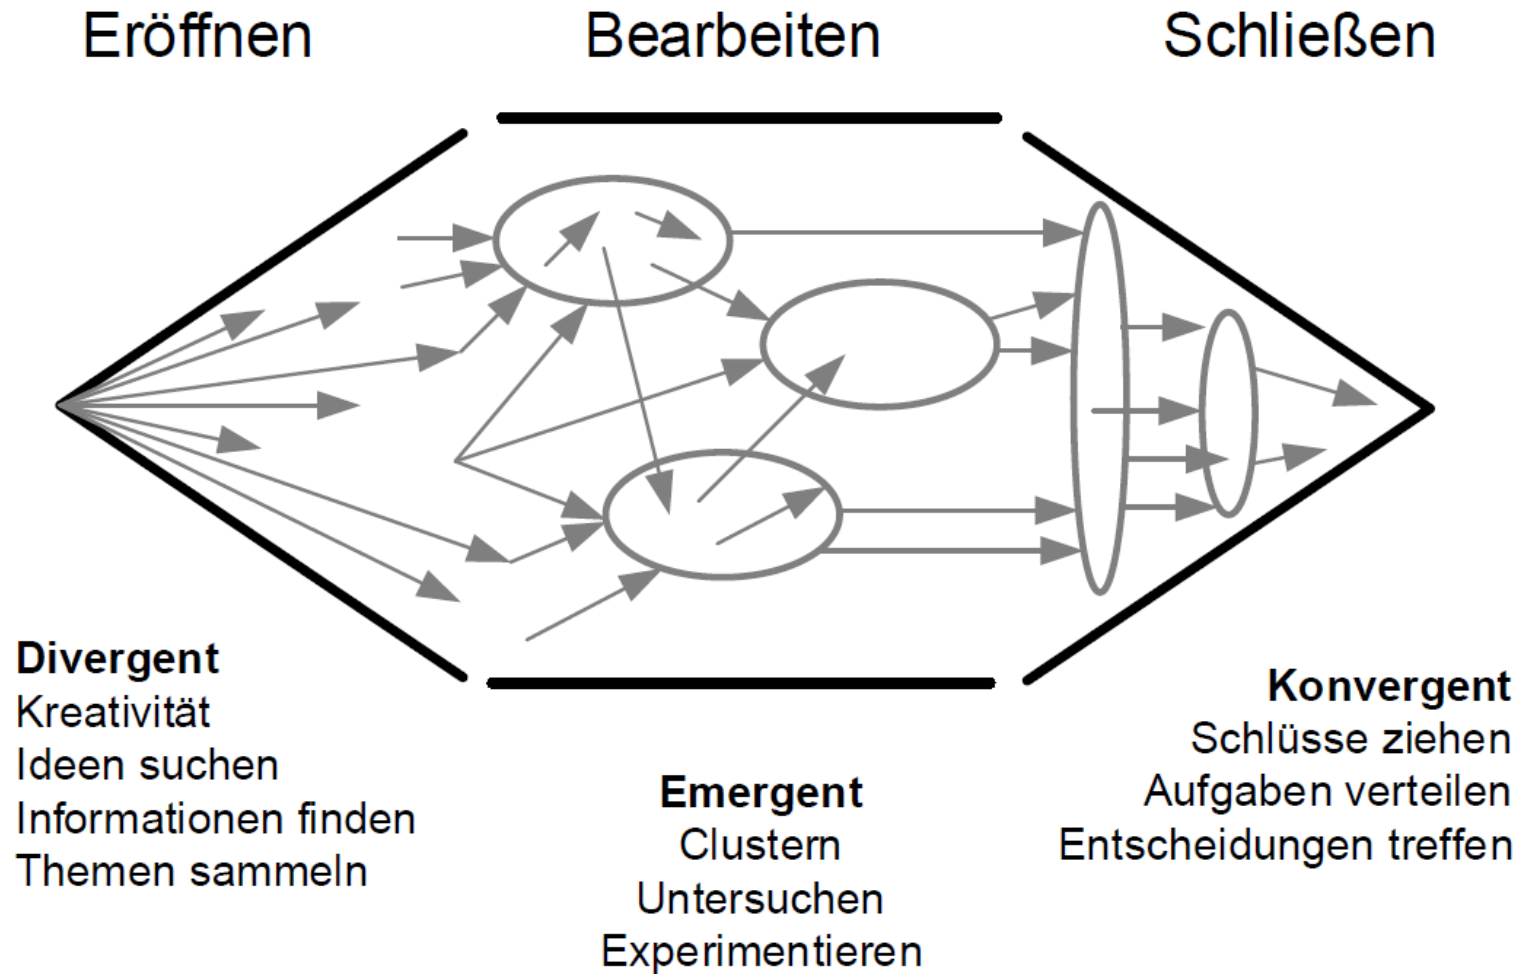 Eröffnen
Bearbeiten
Schließen
Divergent
Kreativität
Ideen suchen
Informationen finden
Themen sammeln
Emergent
Clustern
Untersuchen
Experimentieren
Konvergent
Schlüsse ziehen
Aufgaben verteilen
Entscheidungen treffen